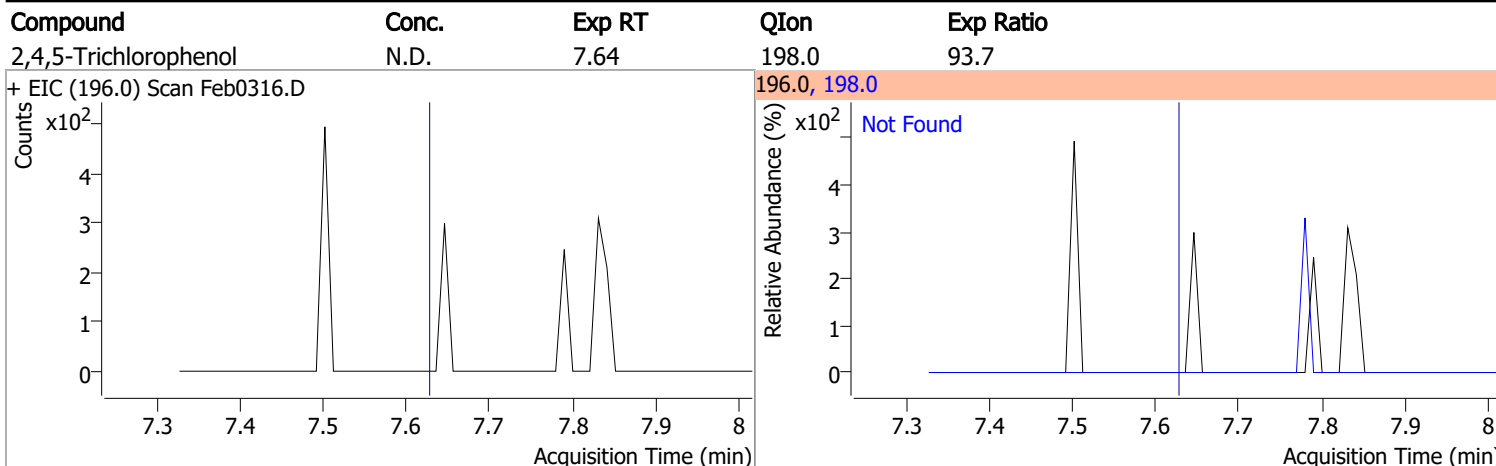 Compound Conc. Exp RT QIon Exp Ratio
2,4,5-Trichlorophenol N.D. 7.64 198.0 93.7
+ EIC (196.0) Scan Feb0316.D
Counts
x10²
4
3
2
1
0
7.3 7.4 7.5 7.6 7.7 7.8 7.9 8
Acquisition Time (min)
196.0, 198.0
Relative Abundance (%)
x10²
Not Found
4
3
2
1
0
7.3 7.4 7.5 7.6 7.7 7.8 7.9 8
Acquisition Time (min)